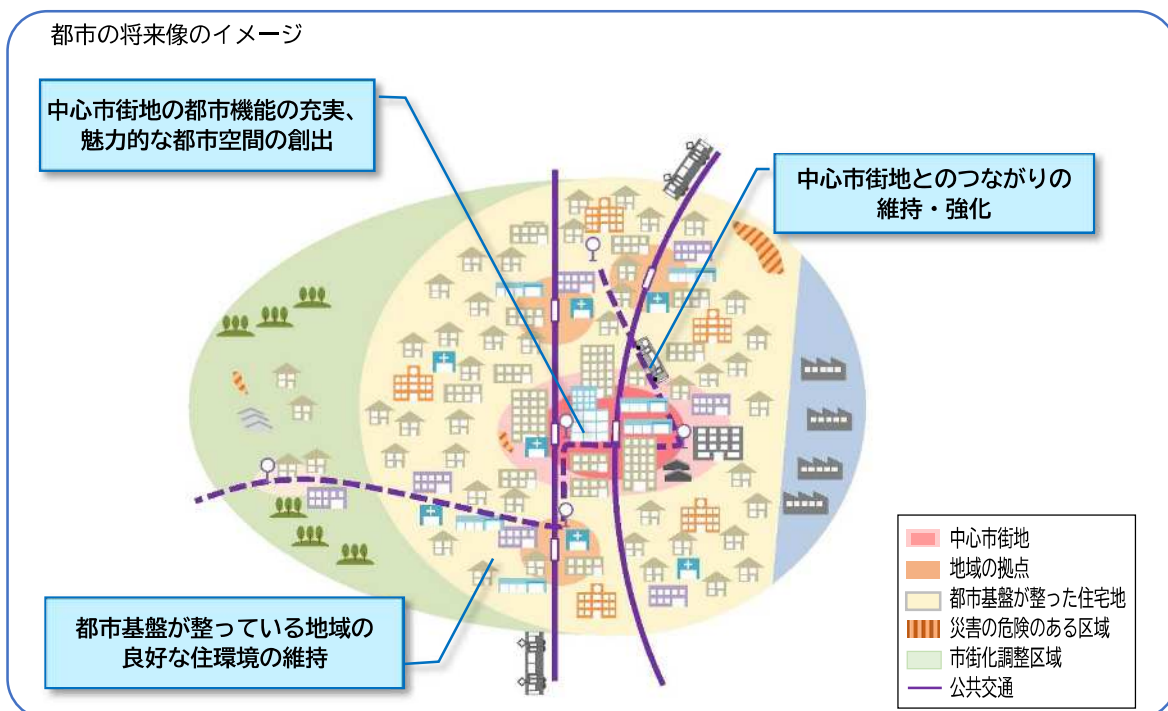 都市の将来像のイメージ
中心市街地の都市機能の充実、
魅力的な都市空間の創出
中心市街地とのつながりの
維持・強化
都市基盤が整っている地域の
良好な住環境の維持
中心市街地
地域の拠点
都市基盤が整った住宅地
災害の危険のある区域
市街化調整区域
公共交通